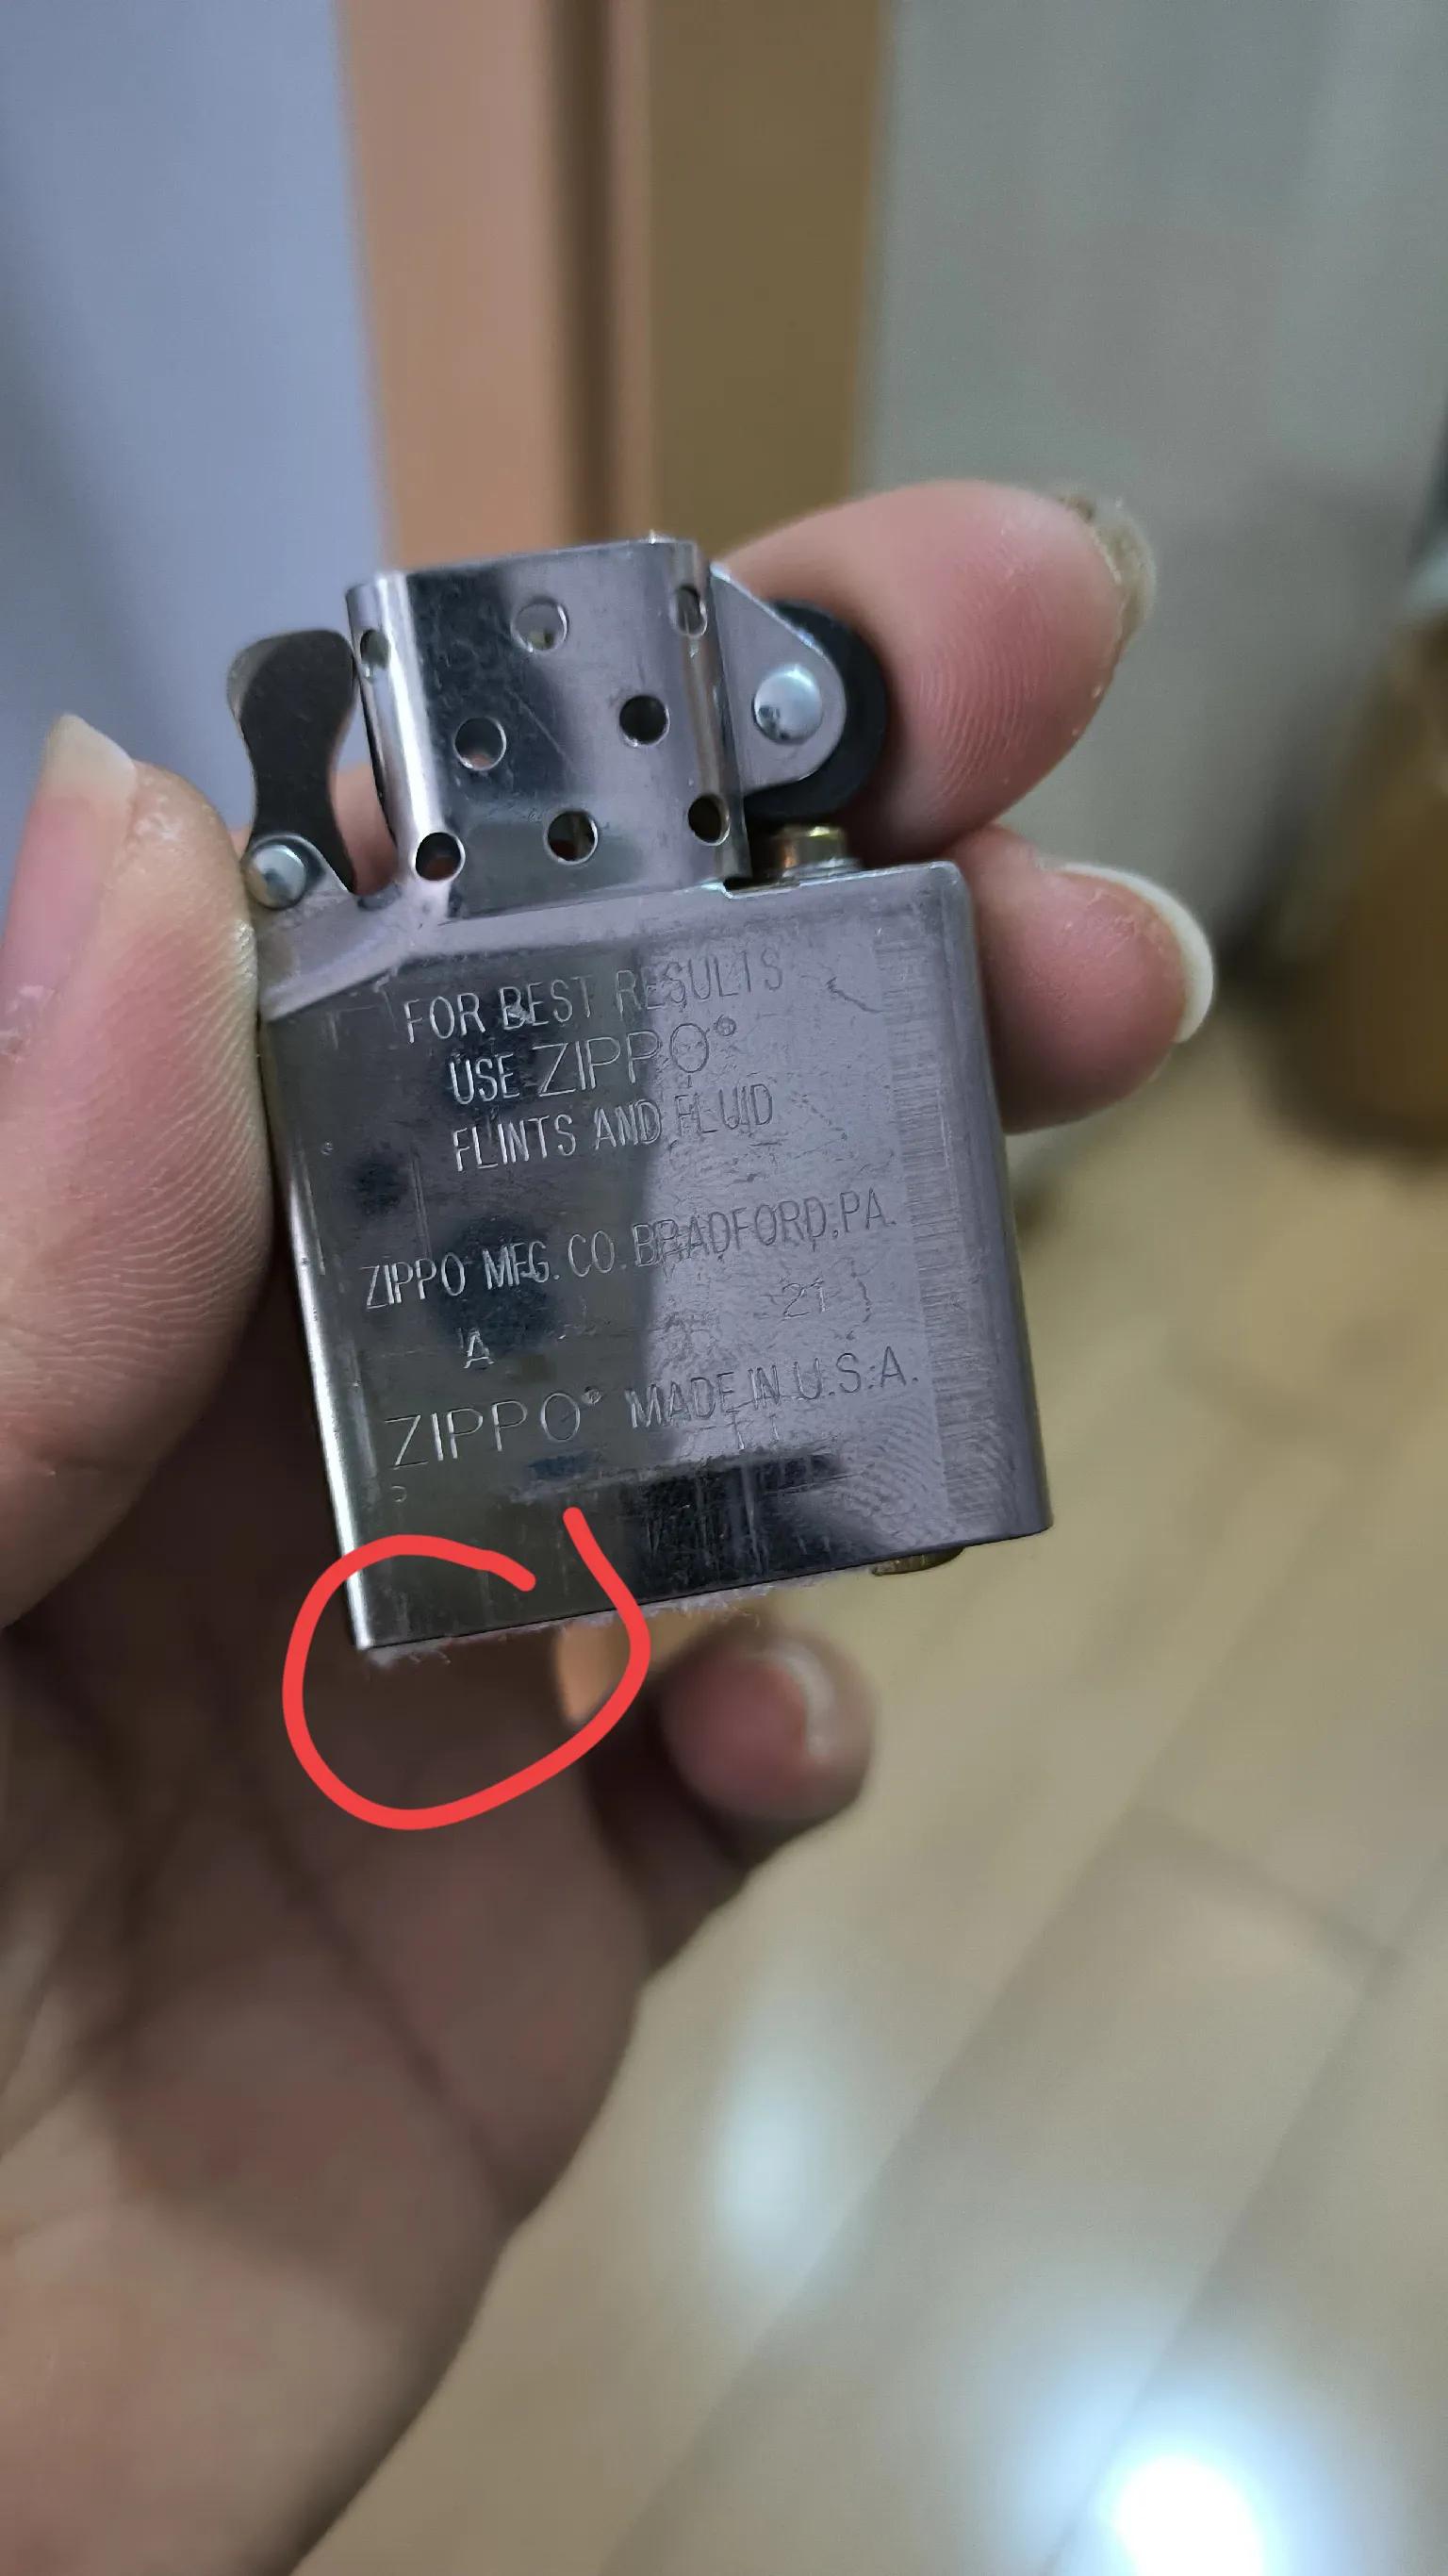 FOR BEST RESULTS
USE ZIPPO®
FLINTS AND FLUID
ZIPPO MFG. CO. BRADFORD, PA.
A 21
ZIPPO® MADE IN U.S.A.